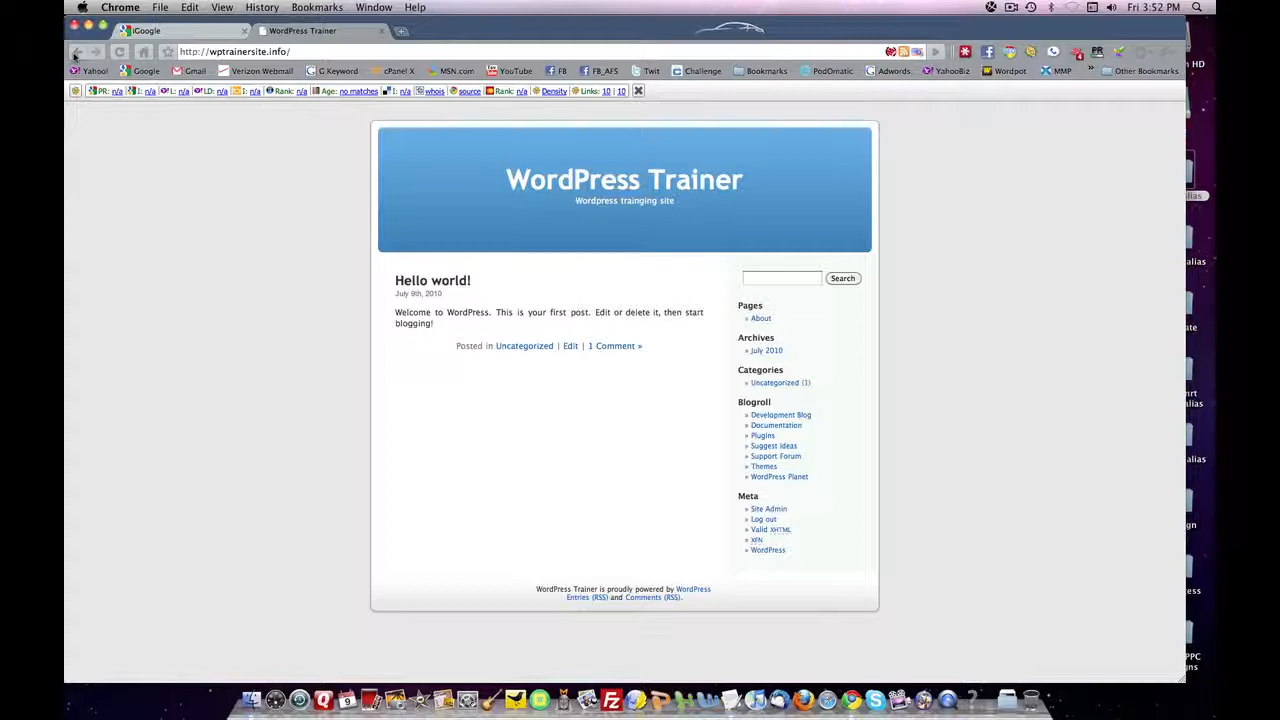 Chrome File Edit View History Bookmarks Window Help Fri 3:52 PM
iGoogle WordPress Trainer
http://wptrainersite.info/
Yahoo! Google Gmail Verizon Webmail G Keyword cPanel X MSN.com YouTube FB FB_AFS Twit Challenge Bookmarks PodOmatic Adwords YahooBiz Wordpot MMP » Other Bookmarks
PR: n/a I: n/a L: n/a LD: n/a I: n/a Rank: n/a Age: no matches I: n/a whois source Rank: n/a Density Links: 10 | 10
WordPress Trainer
Wordpress trainging site
Hello world!
July 9th, 2010
Welcome to WordPress. This is your first post. Edit or delete it, then start
blogging!
Posted in Uncategorized | Edit | 1 Comment »
Search
Pages
» About
Archives
» July 2010
Categories
» Uncategorized (1)
Blogroll
» Development Blog
» Documentation
» Plugins
» Suggest Ideas
» Support Forum
» Themes
» WordPress Planet
Meta
» Site Admin
» Log out
» Valid XHTML
» XFN
» WordPress
WordPress Trainer is proudly powered by WordPress
Entries (RSS) and Comments (RSS).